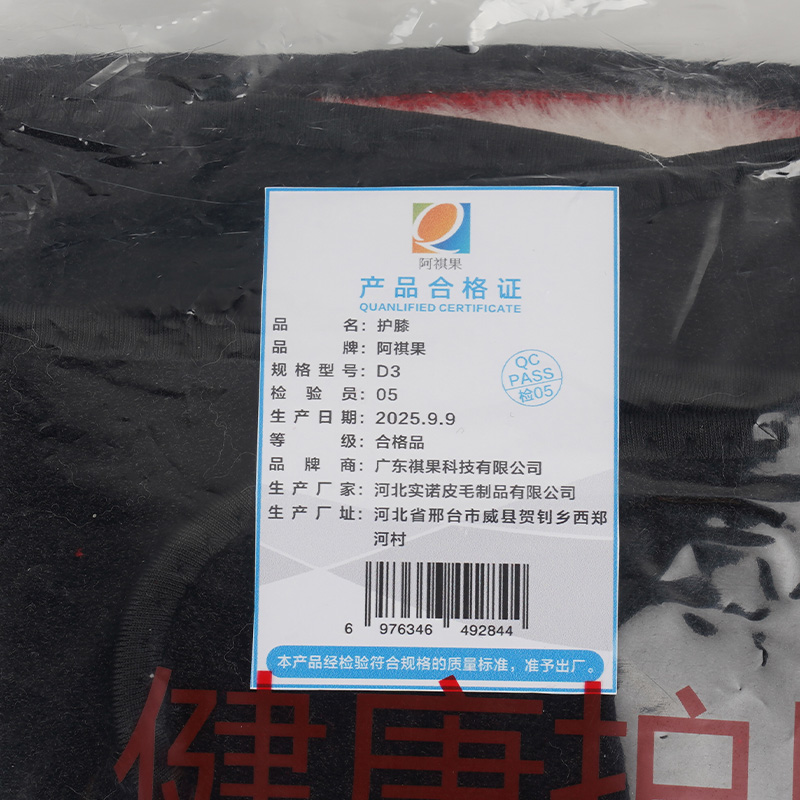 阿祺果
产品合格证
QUANLIFIED CERTIFICATE
品名：护膝
品牌：阿祺果
规格型号：D3
检验员：05
生产日期：2025.9.9
等级：合格品
品牌商：广东祺果科技有限公司
生产厂家：河北实诺皮毛制品有限公司
生产厂址：河北省邢台市威县贺钊乡西郑
河村
QC
PASS
检05
6 976346 492844
本产品经检验符合规格的质量标准，准予出厂。
健康护